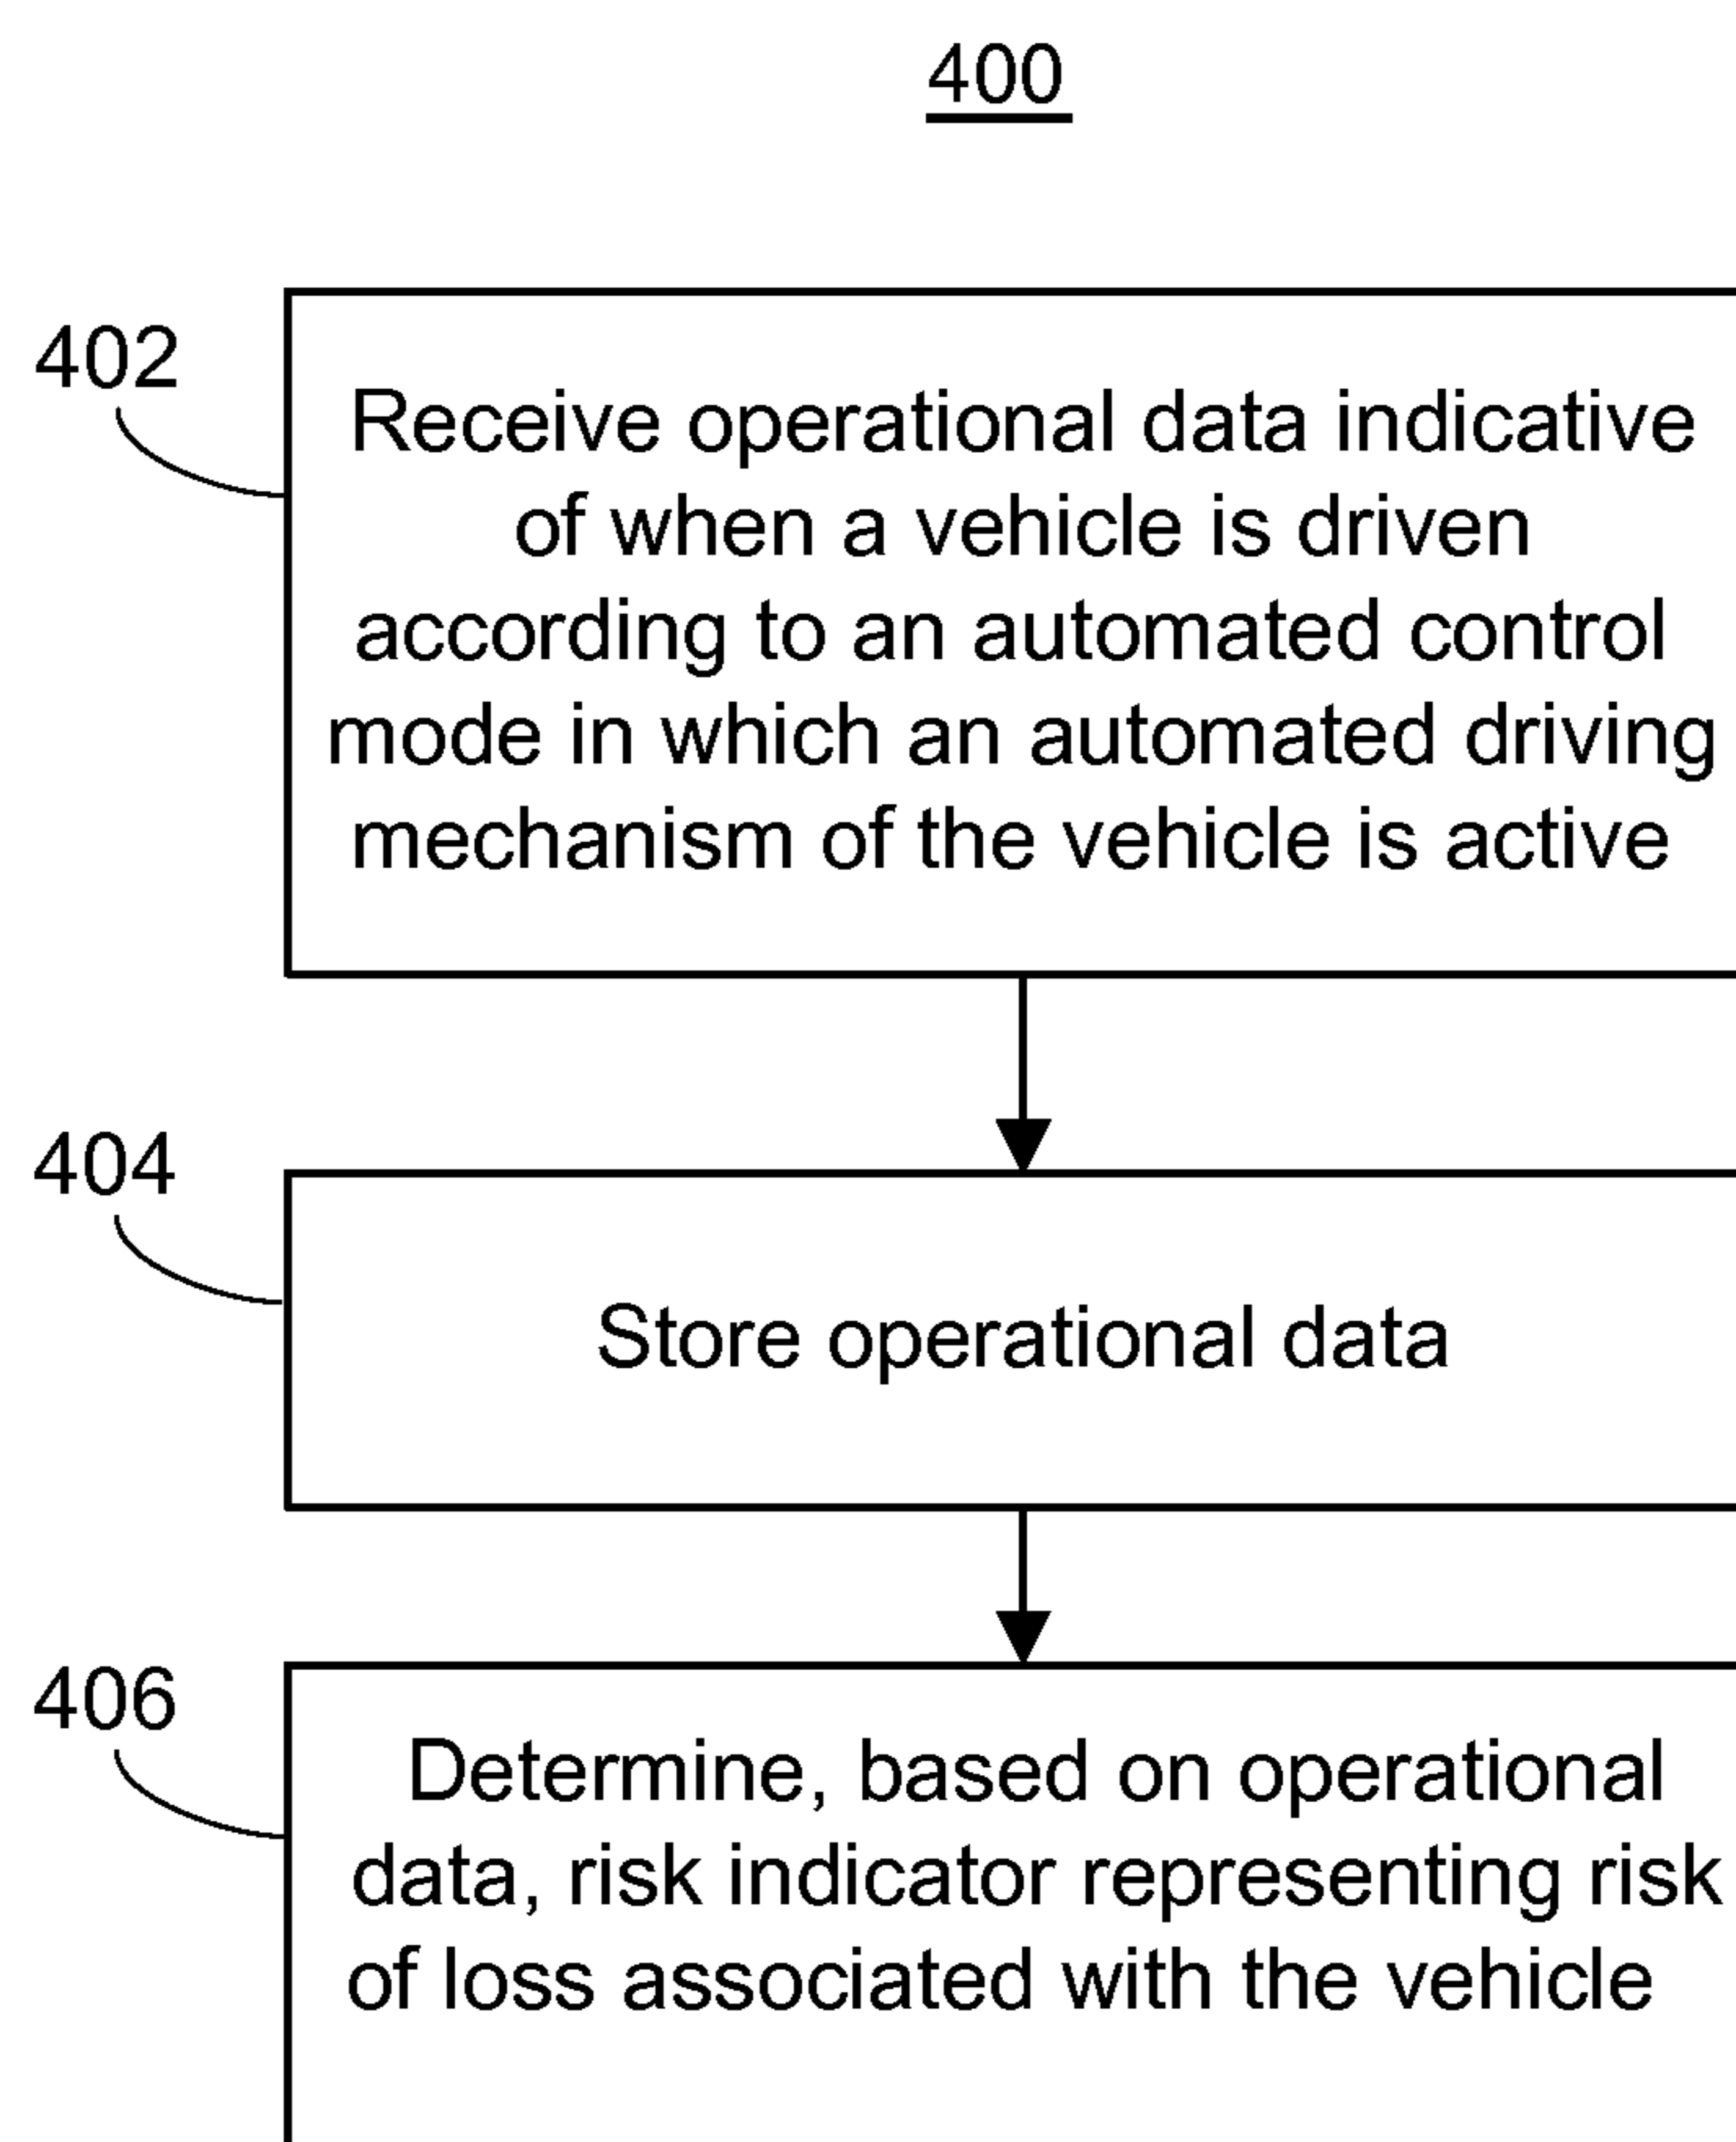 400
402
Receive operational data indicative
of when a vehicle is driven
according to an automated control
mode in which an automated driving
mechanism of the vehicle is active
404
Store operational data
406
Determine, based on operational
data, risk indicator representing risk
of loss associated with the vehicle